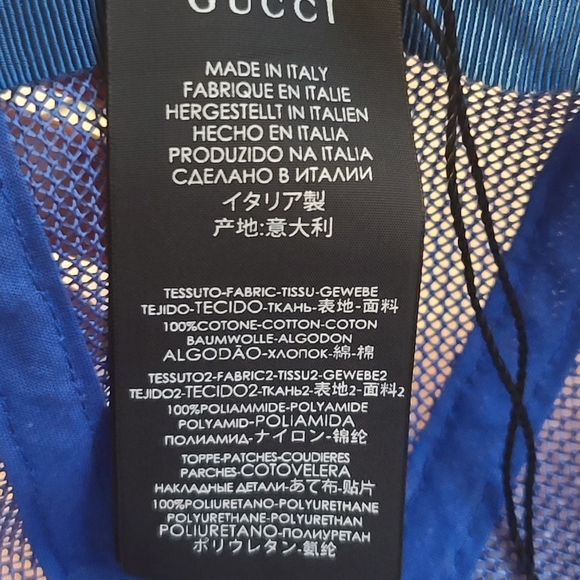 GUCCI
MADE IN ITALY
FABRIQUE EN ITALIE
HERGESTELLT IN ITALIEN
HECHO EN ITALIA
PRODUZIDO NA ITALIA
СДЕЛАНО В ИТАЛИИ
イタリア製
产地:意大利
TESSUTO-FABRIC-TISSU-GEWEBE
TEJIDO-TECIDO-ТКАНЬ-表地-面料
100%COTONE-COTTON-COTON
BAUMWOLLE-ALGODON
ALGODÃO-ХЛОПОК-綿-棉
TESSUTO2-FABRIC2-TISSU2-GEWEBE2
TEJIDO2-TECIDO2-ТКАНЬ2-表地2-面料2
100%POLIAMMIDE-POLYAMIDE
POLYAMID-POLIAMIDA
ПОЛИАМИД-ナイロン-锦纶
TOPPE-PATCHES-COUDIERES
PARCHES-COTOVELERA
НАКЛАДНЫЕ ДЕТАЛИ-あて布-贴片
100%POLIURETANO-POLYURETHANE
POLYURETHANE-POLYURETHAN
POLIURETANO-ПОЛИУРЕТАН
ポリウレタン-氨纶